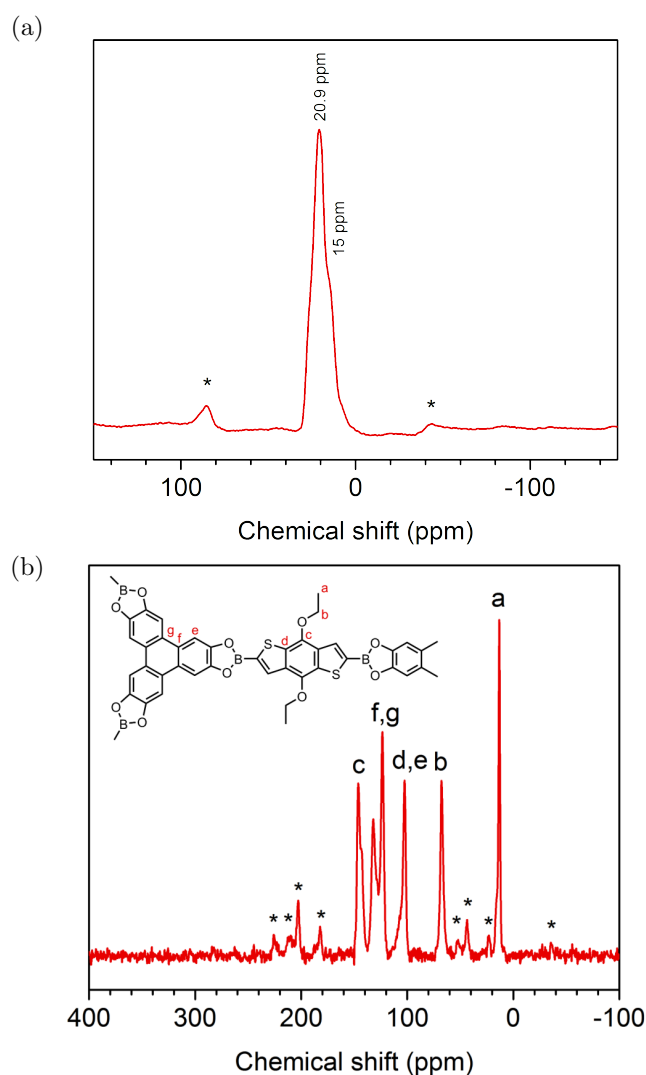 (a)
20.9 ppm
15 ppm
*
*
100
0
-100
Chemical shift (ppm)
(b)
a
b
O
c
S
d
O
B
O
g
f
e
O
B
O
O
B
O
S
O
O
B
O
a
f,g
c
d,e
b
*
*
*
*
*
*
*
*
400
300
200
100
0
-100
Chemical shift (ppm)